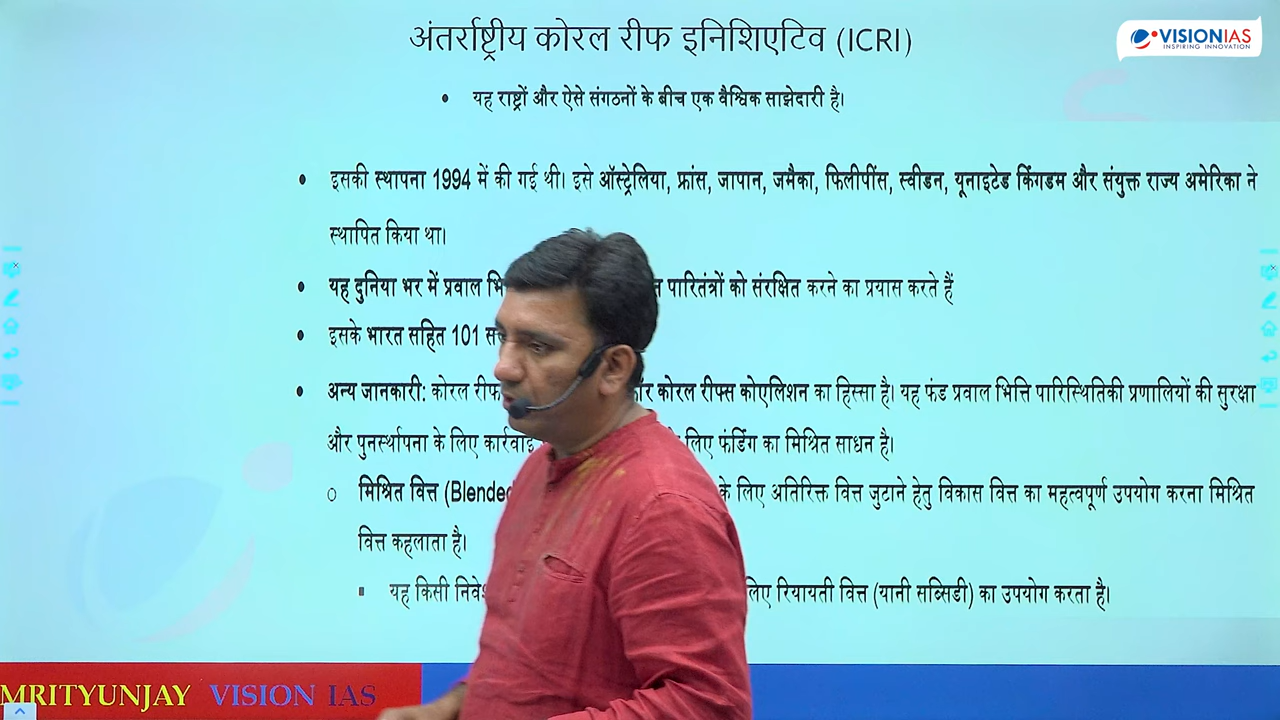 अंतर्राष्ट्रीय कोरल रीफ इनिशिएटिव (ICRI)
VISIONIAS
INSPIRING INNOVATION
• यह राष्ट्रों और ऐसे संगठनों के बीच एक वैश्विक साझेदारी है।
• इसकी स्थापना 1994 में की गई थी। इसे ऑस्ट्रेलिया, फ्रांस, जापान, जमैका, फिलीपींस, स्वीडन, यूनाइटेड किंगडम और संयुक्त राज्य अमेरिका ने
स्थापित किया था।
• यह दुनिया भर में प्रवाल पारितंत्रों को संरक्षित करने का प्रयास करते हैं
• इसके भारत सहित 101
• अन्य जानकारी: कोरल रीफ फॉर कोरल रीफ्स कोएलिशन का हिस्सा है। यह फंड प्रवाल भित्ति पारिस्थितिकी प्रणालियों की सुरक्षा
और पुनर्स्थापना के लिए कार्रवाई लिए फंडिंग का मिश्रित साधन है।
○ मिश्रित वित्त (Blended के लिए अतिरिक्त वित्त जुटाने हेतु विकास वित्त का महत्वपूर्ण उपयोग करना मिश्रित
वित्त कहलाता है।
▪ यह किसी लिए रियायती वित्त (यानी सब्सिडी) का उपयोग करता है।
MRITYUNJAY VISION IAS